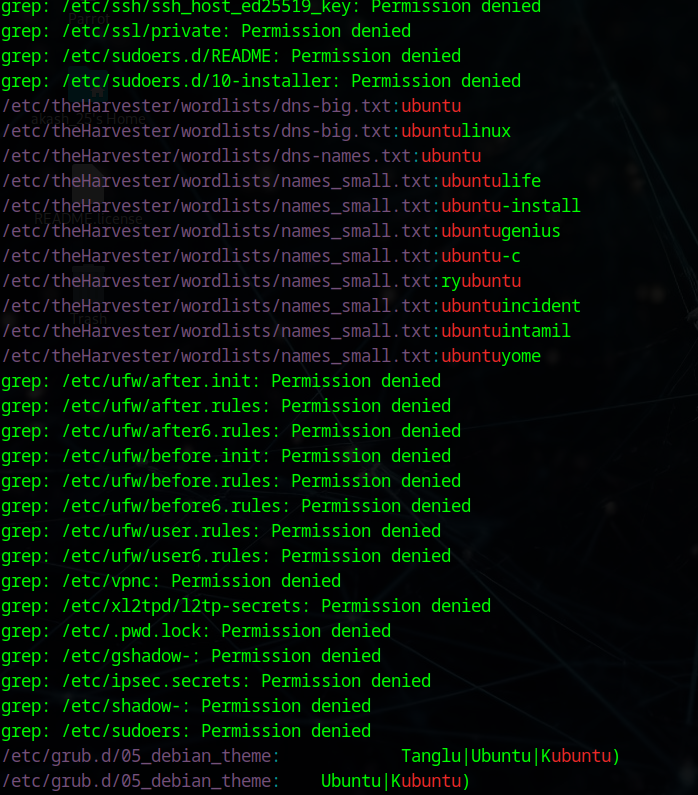 grep: /etc/ssh/ssh_host_ed25519_key: Permission denied
Parrot
grep: /etc/ssl/private: Permission denied
grep: /etc/sudoers.d/README: Permission denied
grep: /etc/sudoers.d/10-installer: Permission denied
/etc/theHarvester/wordlists/dns-big.txt:ubuntu
akash_25's Home
/etc/theHarvester/wordlists/dns-big.txt:ubuntulinux
/etc/theHarvester/wordlists/dns-names.txt:ubuntu
/etc/theHarvester/wordlists/names_small.txt:ubuntulife
/etc/theHarvester/wordlists/names_small.txt:ubuntu-install
README.license
/etc/theHarvester/wordlists/names_small.txt:ubuntugenius
/etc/theHarvester/wordlists/names_small.txt:ubuntu-c
/etc/theHarvester/wordlists/names_small.txt:ryubuntu
/etc/theHarvester/wordlists/names_small.txt:ubuntuincident
Trash
/etc/theHarvester/wordlists/names_small.txt:ubuntuintamil
/etc/theHarvester/wordlists/names_small.txt:ubuntuyome
grep: /etc/ufw/after.init: Permission denied
grep: /etc/ufw/after.rules: Permission denied
grep: /etc/ufw/after6.rules: Permission denied
grep: /etc/ufw/before.init: Permission denied
grep: /etc/ufw/before.rules: Permission denied
grep: /etc/ufw/before6.rules: Permission denied
grep: /etc/ufw/user.rules: Permission denied
grep: /etc/ufw/user6.rules: Permission denied
grep: /etc/vpnc: Permission denied
grep: /etc/xl2tpd/l2tp-secrets: Permission denied
grep: /etc/.pwd.lock: Permission denied
grep: /etc/gshadow-: Permission denied
grep: /etc/ipsec.secrets: Permission denied
grep: /etc/shadow-: Permission denied
grep: /etc/sudoers: Permission denied
/etc/grub.d/05_debian_theme:            Tanglu|Ubuntu|Kubuntu)
/etc/grub.d/05_debian_theme:    Ubuntu|Kubuntu)